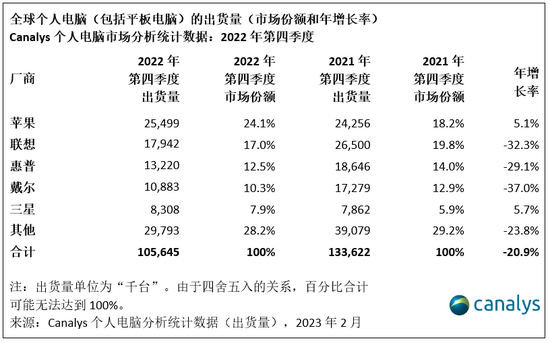 全球个人电脑（包括平板电脑）的出货量（市场份额和年增长率）
Canalys 个人电脑市场分析统计数据：2022 年第四季度
厂商 2022 年第四季度出货量 2022 年第四季度市场份额 2021 年第四季度出货量 2021 年第四季度市场份额 年增长率
苹果 25,499 24.1% 24,256 18.2% 5.1%
联想 17,942 17.0% 26,500 19.8% -32.3%
惠普 13,220 12.5% 18,646 14.0% -29.1%
戴尔 10,883 10.3% 17,279 12.9% -37.0%
三星 8,308 7.9% 7,862 5.9% 5.7%
其他 29,793 28.2% 39,079 29.2% -23.8%
合计 105,645 100% 133,622 100% -20.9%
注：出货量单位为“千台”。由于四舍五入的关系，百分比合计
可能无法达到 100%。
来源：Canalys 个人电脑分析统计数据（出货量），2023 年 2 月
canalys